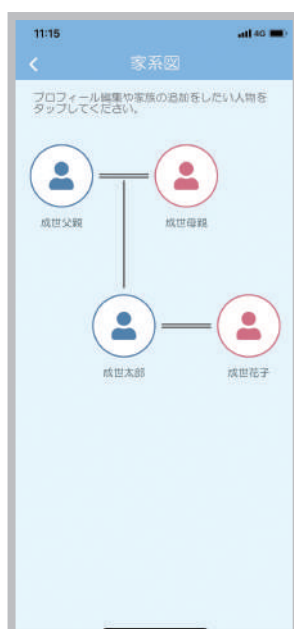 11:15
4G
家系図
プロフィール編集や家族の追加をしたい人物を
タップしてください。
成世父親
成世母親
成世太郎
成世花子